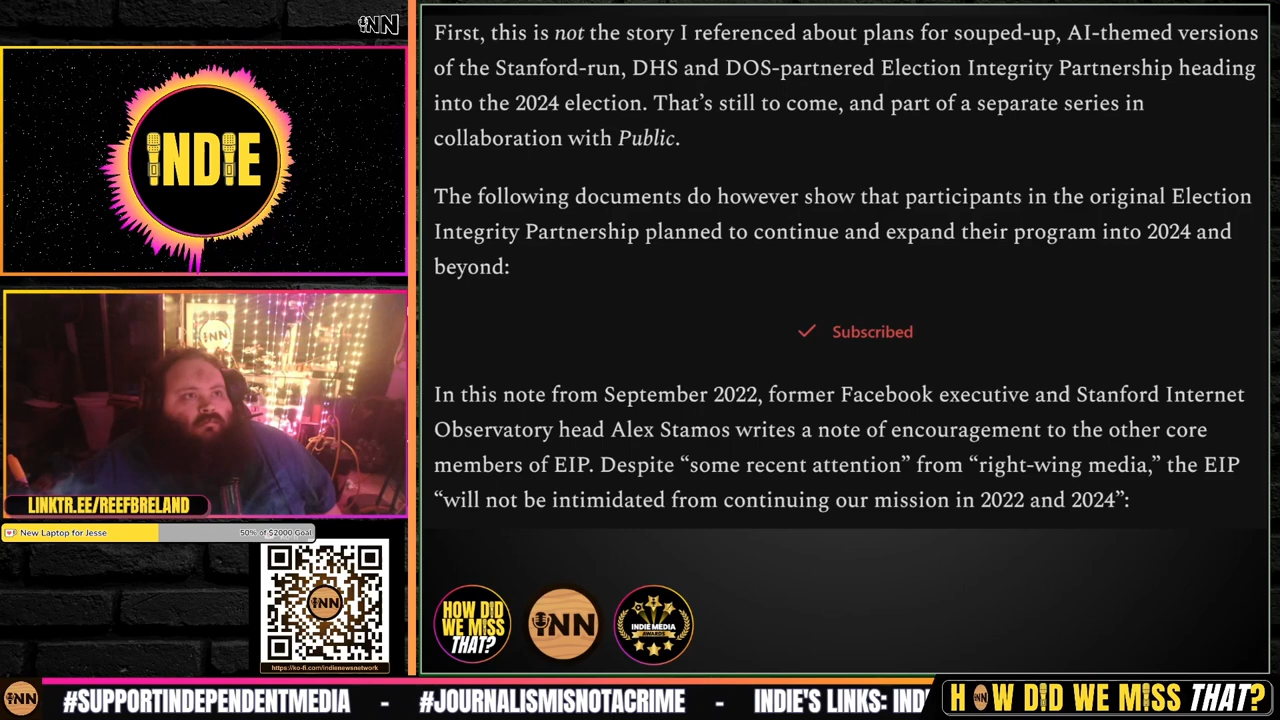 iNN
First, this is not the story I referenced about plans for souped-up, AI-themed versions
of the Stanford-run, DHS and DOS-partnered Election Integrity Partnership heading
into the 2024 election. That’s still to come, and part of a separate series in
collaboration with Public.
The following documents do however show that participants in the original Election
Integrity Partnership planned to continue and expand their program into 2024 and
beyond:
Subscribed
In this note from September 2022, former Facebook executive and Stanford Internet
Observatory head Alex Stamos writes a note of encouragement to the other core
members of EIP. Despite “some recent attention” from “right-wing media,” the EIP
“will not be intimidated from continuing our mission in 2022 and 2024”:
iNDiE
iNN
LINKTR.EE/REEFBRELAND
New Laptop for Jesse 50% of $2000 Goal
iNN
https://ko-fi.com/indienewsnetwork
HOW DiD
WE MiSS
THAT?
iNN
INDIE MEDIA
AWARDS
iNN
#SUPPORTINDEPENDENTMEDIA - #JOURNALISMISNOTACRIME - INDIE'S LINKS: IND
HOW DiD WE MiSS THAT?